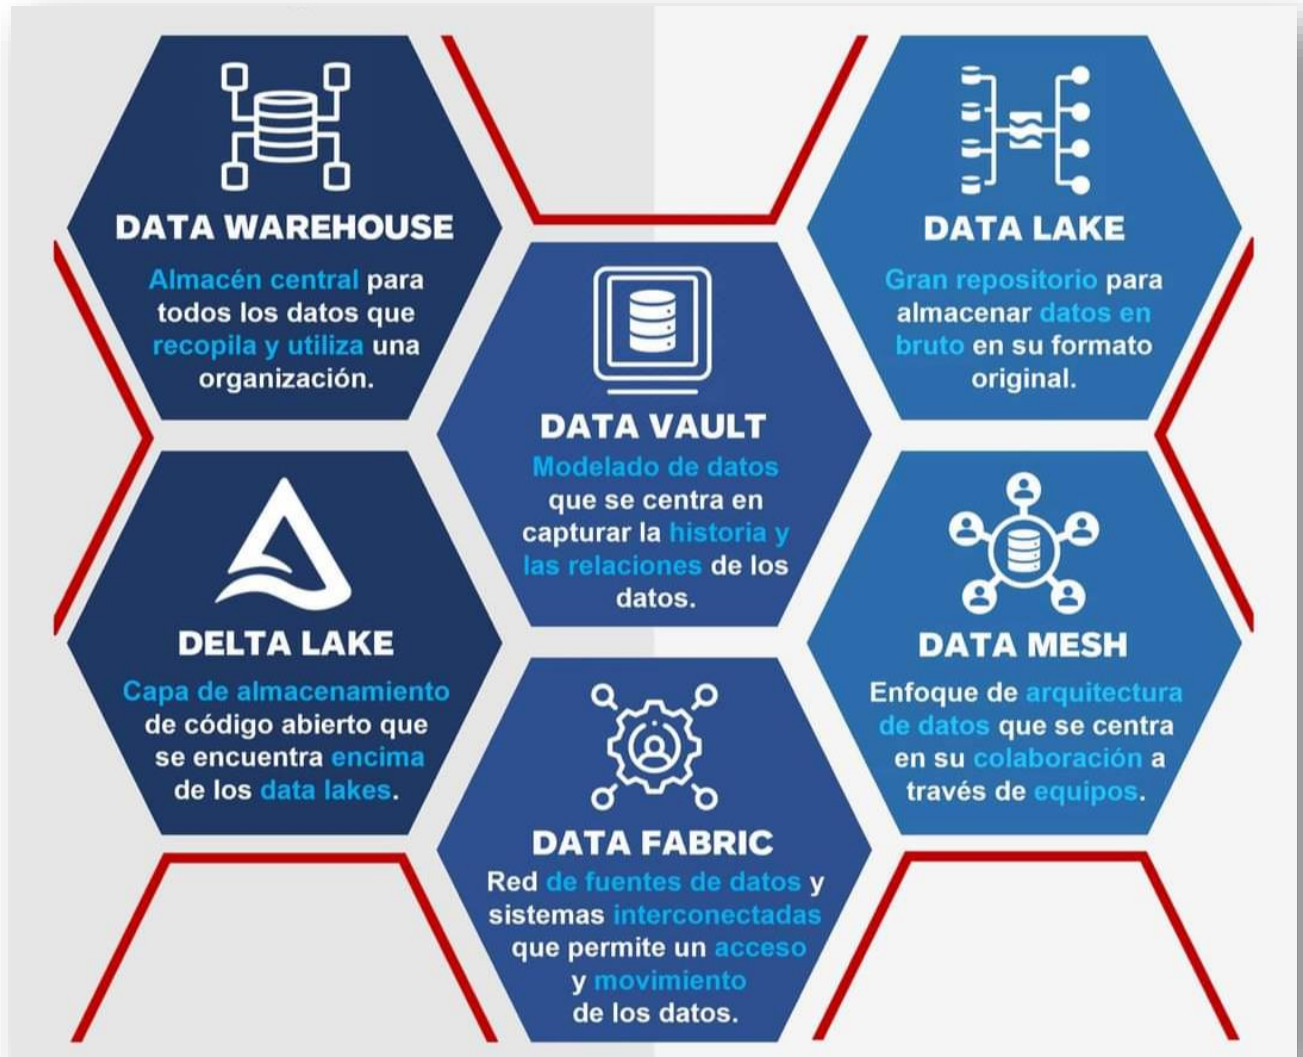 DATA WAREHOUSE
Almacén central para
todos los datos que
recopila y utiliza una
organización.
DATA LAKE
Gran repositorio para
almacenar datos en
bruto en su formato
original.
DATA VAULT
Modelado de datos
que se centra en
capturar la historia y
las relaciones de los
datos.
DELTA LAKE
Capa de almacenamiento
de código abierto que
se encuentra encima
de los data lakes.
DATA MESH
Enfoque de arquitectura
de datos que se centra
en su colaboración a
través de equipos.
DATA FABRIC
Red de fuentes de datos y
sistemas interconectadas
que permite un acceso
y movimiento
de los datos.